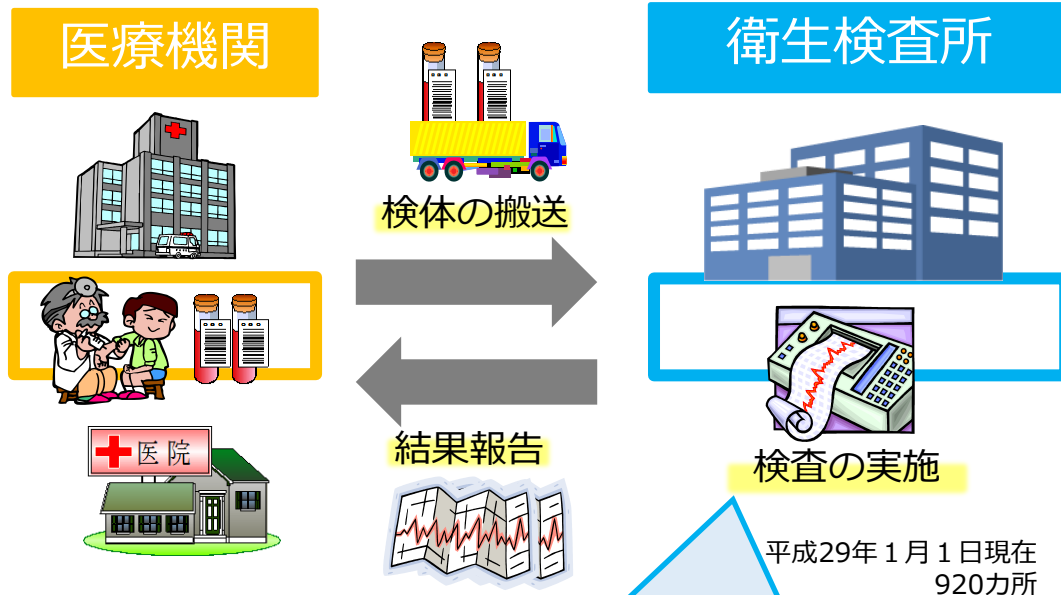 医療機関
衛生検査所
検体の搬送
結果報告
医院
検査の実施
平成29年１月１日現在
920カ所